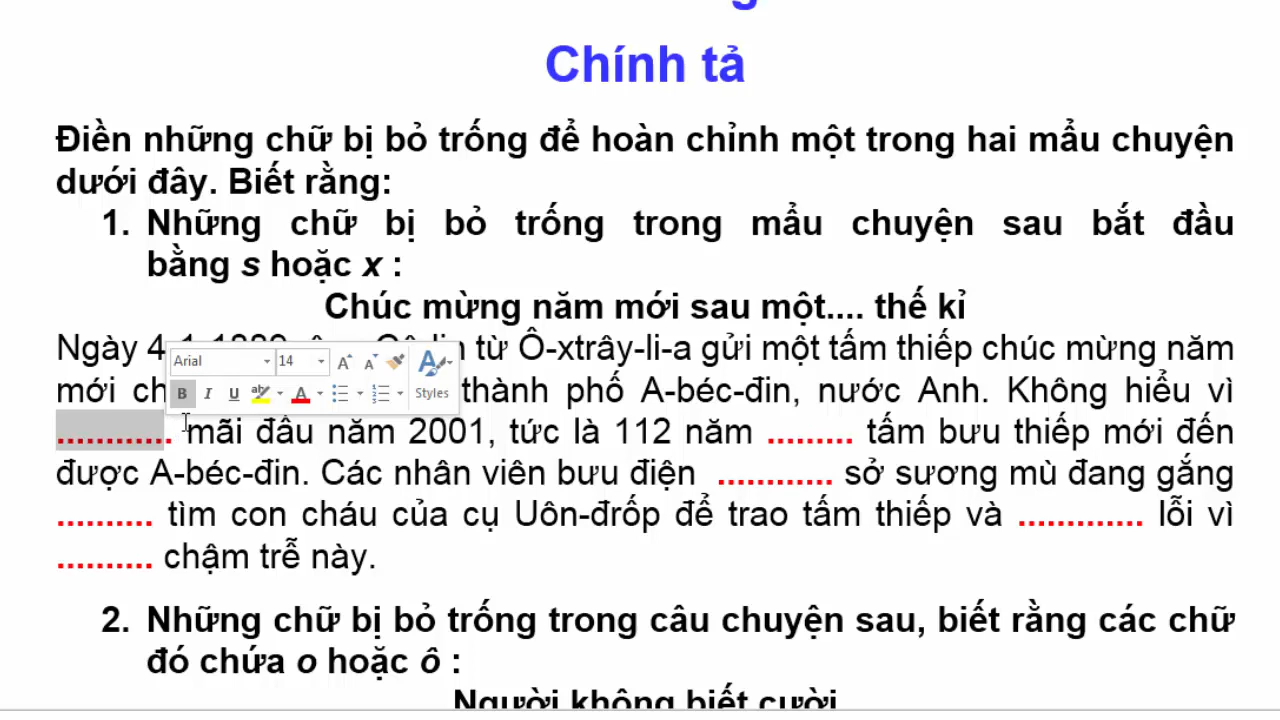 Chính tả
Điền những chữ bị bỏ trống để hoàn chỉnh một trong hai mẩu chuyện
dưới đây. Biết rằng:
1. Những chữ bị bỏ trống trong mẩu chuyện sau bắt đầu
bằng s hoặc x :
Chúc mừng năm mới sau một.... thế kỉ
Ngày từ Ô-xtrây-li-a gửi một tấm thiếp chúc mừng năm
Arial 14
mới thành phố A-béc-đin, nước Anh. Không hiểu vì
B I U ab A Styles
............ mãi đầu năm 2001, tức là 112 năm ......... tấm bưu thiếp mới đến
được A-béc-đin. Các nhân viên bưu điện ............ sở sương mù đang gắng
.......... tìm con cháu của cụ Uôn-đrốp để trao tấm thiếp và ............. lỗi vì
.......... chậm trễ này.
2. Những chữ bị bỏ trống trong câu chuyện sau, biết rằng các chữ
đó chứa o hoặc ô :
Người không biết cười